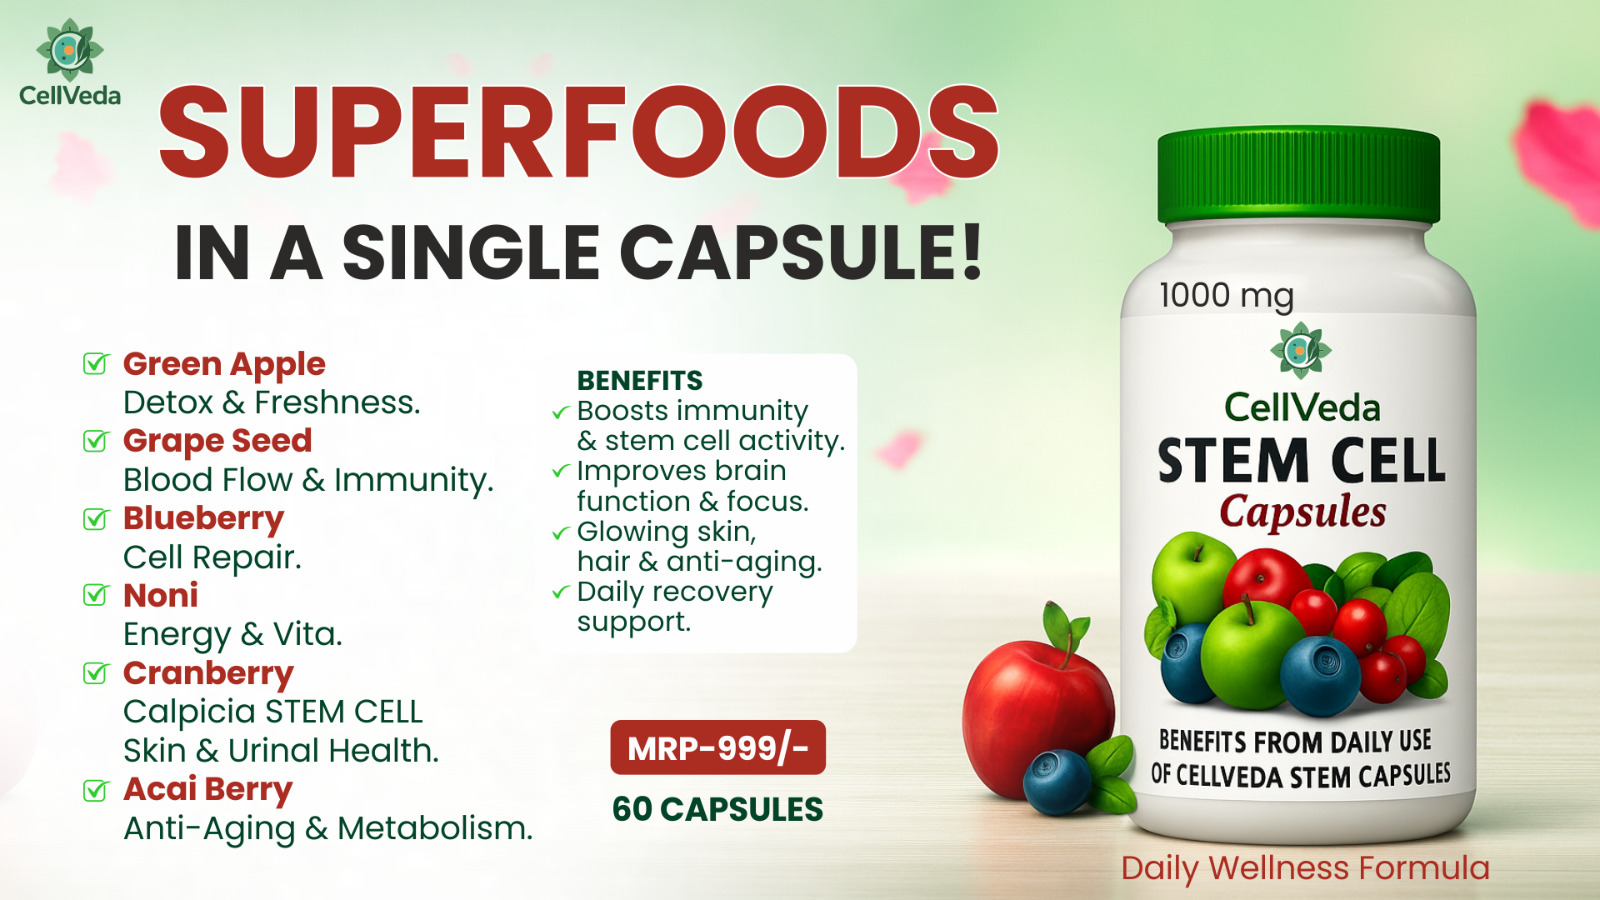 CellVeda
SUPERFOODS
IN A SINGLE CAPSULE!
Green Apple
Detox & Freshness.
Grape Seed
Blood Flow & Immunity.
Blueberry
Cell Repair.
Noni
Energy & Vita.
Cranberry
Calpicia STEM CELL
Skin & Urinal Health.
Acai Berry
Anti-Aging & Metabolism.
BENEFITS
Boosts immunity
& stem cell activity.
Improves brain
function & focus.
Glowing skin,
hair & anti-aging.
Daily recovery
support.
MRP-999/-
60 CAPSULES
1000 mg
CellVeda
STEM CELL
Capsules
BENEFITS FROM DAILY USE
OF CELLVEDA STEM CAPSULES
Daily Wellness Formula